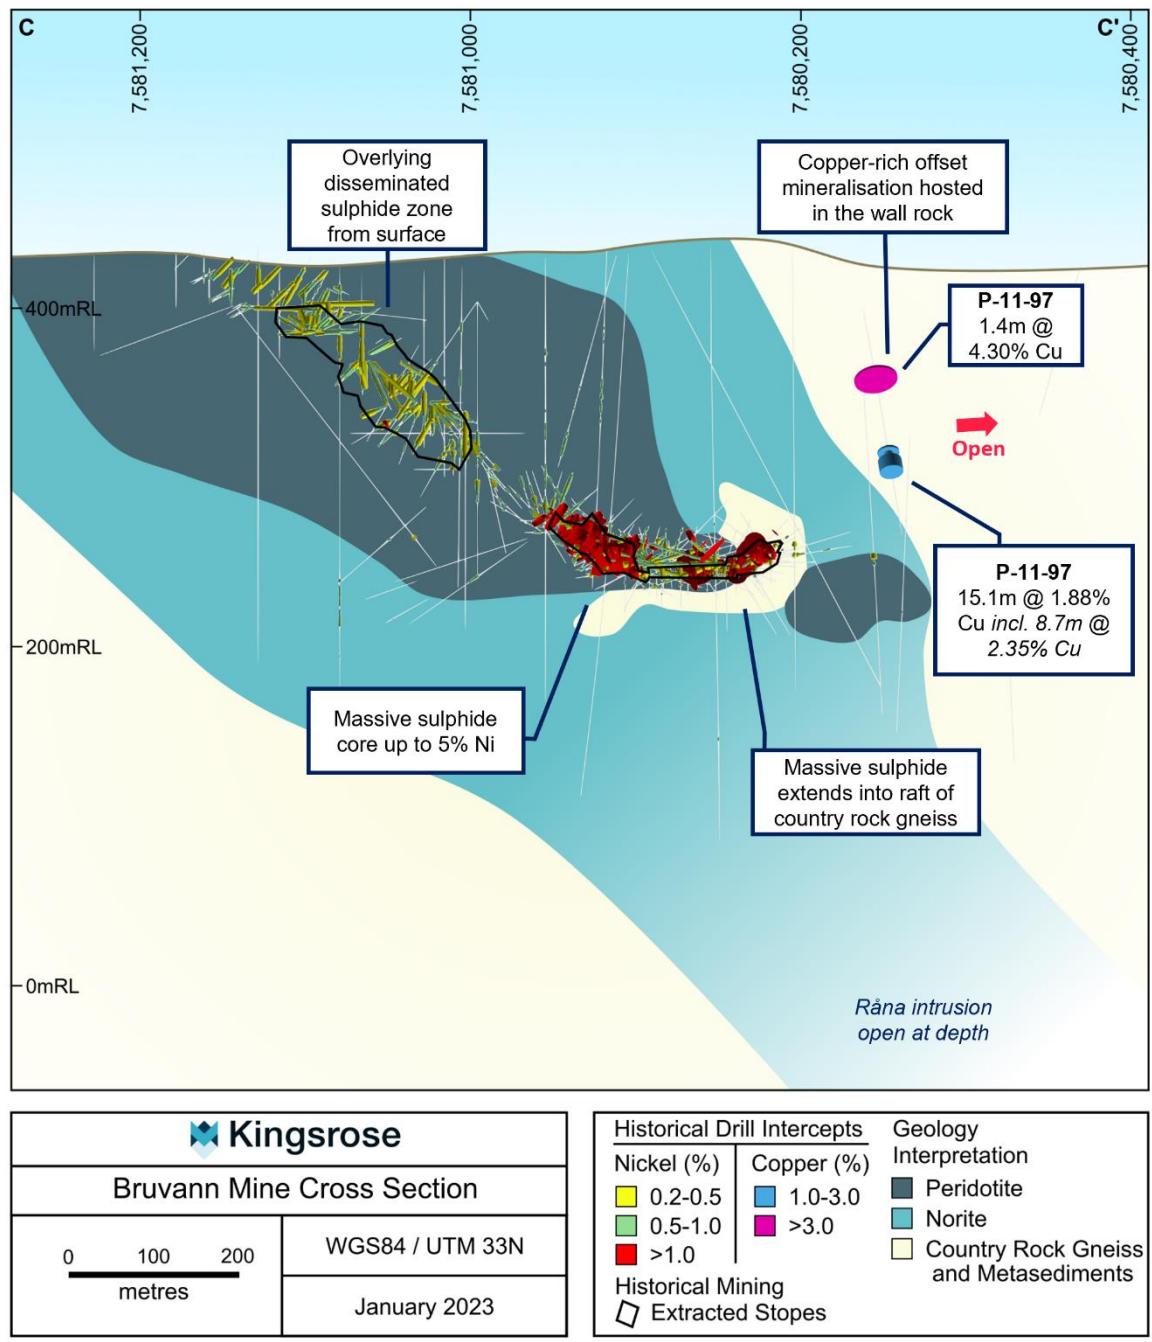 C
C'
7,581,200
7,581,000
7,580,200
7,580,400
Overlying
disseminated
sulphide zone
from surface
Copper-rich offset
mineralisation hosted
in the wall rock
P-11-97
1.4m @
4.30% Cu
400mRL
Open
P-11-97
15.1m @ 1.88%
Cu incl. 8.7m @
2.35% Cu
200mRL
Massive sulphide
core up to 5% Ni
Massive sulphide
extends into raft of
country rock gneiss
0mRL
Råna intrusion
open at depth
Kingsrose
Bruvann Mine Cross Section
0 100 200
metres
WGS84 / UTM 33N
January 2023
Historical Drill Intercepts
Nickel (%)
0.2-0.5
0.5-1.0
>1.0
Copper (%)
1.0-3.0
>3.0
Historical Mining
Extracted Stopes
Geology
Interpretation
Peridotite
Norite
Country Rock Gneiss
and Metasediments